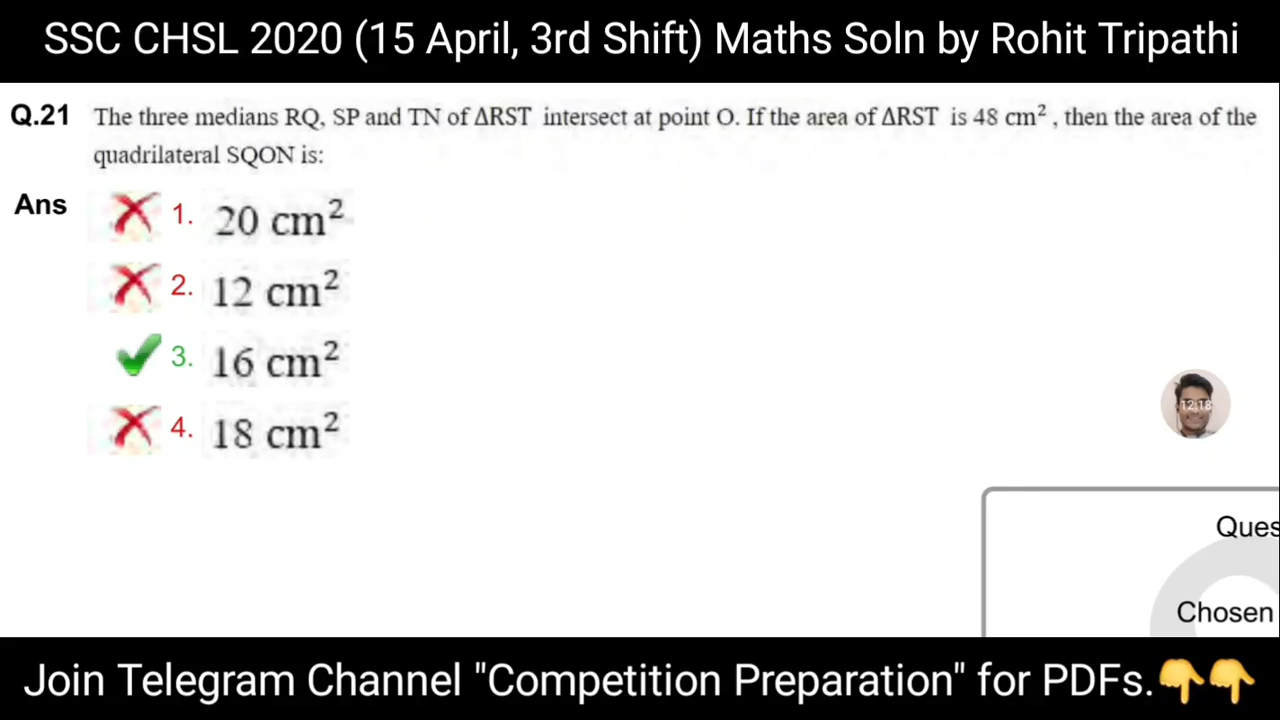 SSC CHSL 2020 (15 April, 3rd Shift) Maths Soln by Rohit Tripathi
Q.21 The three medians RQ, SP and TN of ΔRST intersect at point O. If the area of ΔRST is 48 cm², then the area of the
quadrilateral SQON is:
Ans
1. 20 cm²
2. 12 cm²
3. 16 cm²
4. 18 cm²
12:18
Ques
Chosen
Join Telegram Channel "Competition Preparation" for PDFs.👇👇